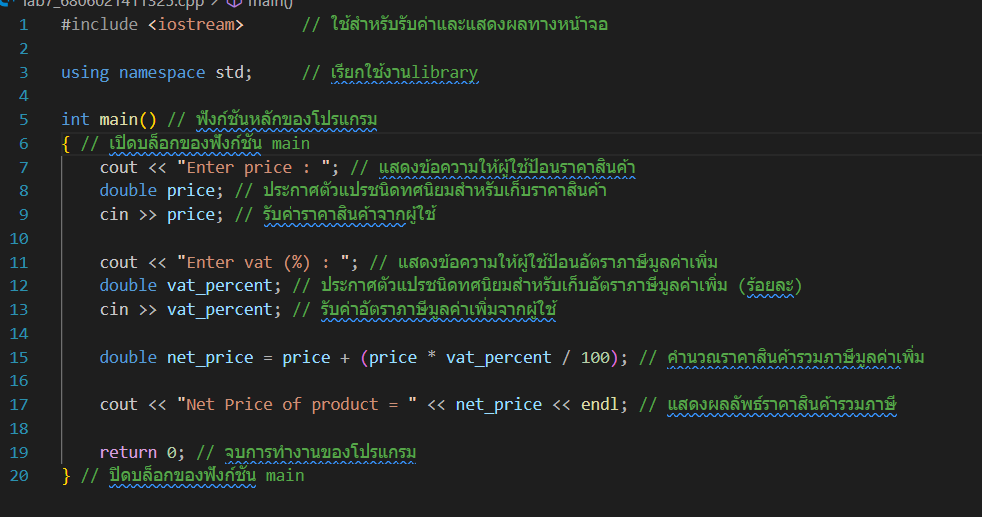 lab7_6806021411325.cpp > main()
1 #include <iostream> // ใช้สำหรับรับค่าและแสดงผลทางหน้าจอ
2
3 using namespace std; // เรียกใช้งานlibrary
4
5 int main() // ฟังก์ชันหลักของโปรแกรม
6 { // เปิดบล็อกของฟังก์ชัน main
7 cout << "Enter price : "; // แสดงข้อความให้ผู้ใช้ป้อนราคาสินค้า
8 double price; // ประกาศตัวแปรชนิดทศนิยมสำหรับเก็บราคาสินค้า
9 cin >> price; // รับค่าราคาสินค้าจากผู้ใช้
10
11 cout << "Enter vat (%) : "; // แสดงข้อความให้ผู้ใช้ป้อนอัตราภาษีมูลค่าเพิ่ม
12 double vat_percent; // ประกาศตัวแปรชนิดทศนิยมสำหรับเก็บอัตราภาษีมูลค่าเพิ่ม (ร้อยละ)
13 cin >> vat_percent; // รับค่าอัตราภาษีมูลค่าเพิ่มจากผู้ใช้
14
15 double net_price = price + (price * vat_percent / 100); // คำนวณราคาสินค้ารวมภาษีมูลค่าเพิ่ม
16
17 cout << "Net Price of product = " << net_price << endl; // แสดงผลลัพธ์ราคาสินค้ารวมภาษี
18
19 return 0; // จบการทำงานของโปรแกรม
20 } // ปิดบล็อกของฟังก์ชัน main